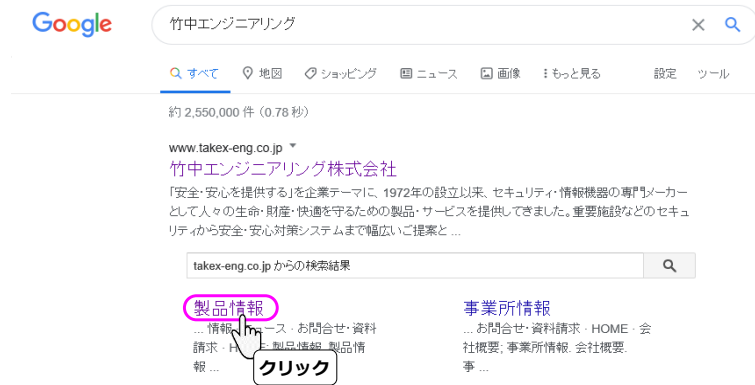 Google
竹中エンジニアリング
すべて 地図 ショッピング ニュース 画像 もっと見る 設定 ツール
約 2,550,000 件 (0.78 秒)
www.takex-eng.co.jp
竹中エンジニアリング株式会社
「安全・安心を提供する」を企業テーマに、1972年の設立以来、セキュリティ・情報機器の専門メーカー
として人々の生命・財産・快適を守るための製品・サービスを提供してきました。重要施設などのセキュ
リティから安全・安心対策システムまで幅広いご提案と ...
takex-eng.co.jp からの検索結果
製品情報
... 情報 ュース · お問合せ・資料
請求 · H E; 製品情報. 製品情
報 ...
クリック
事業所情報
... お問合せ・資料請求 · HOME · 会
社概要; 事業所情報. 会社概要.
事 ...